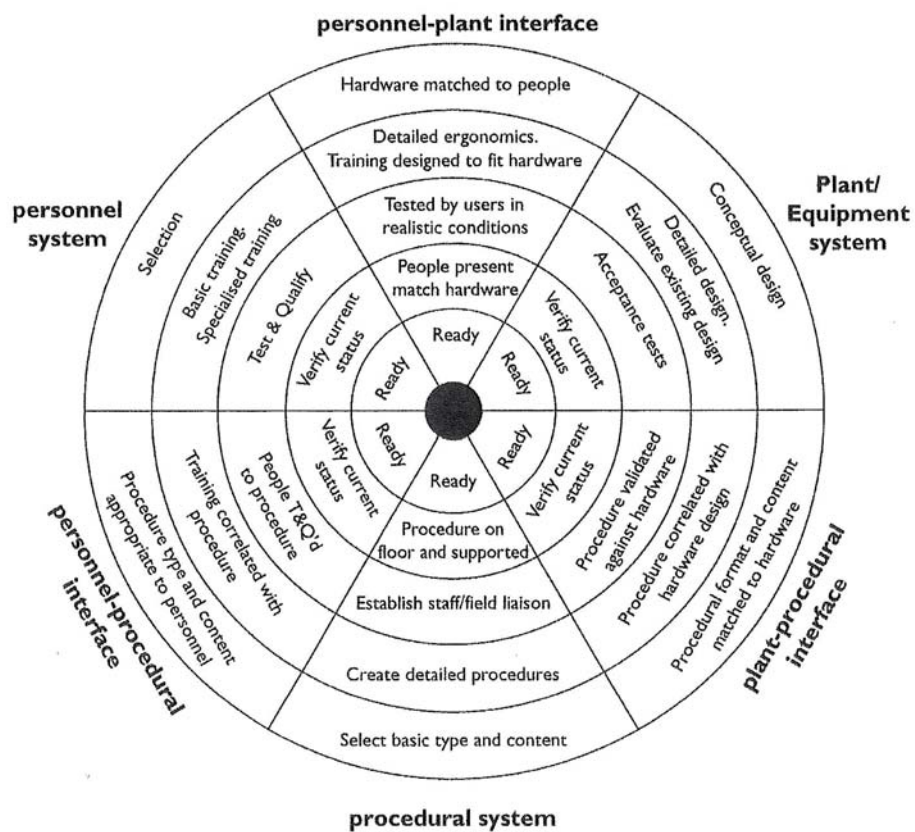 personnel-plant interface
Hardware matched to people
Detailed ergonomics.
Training designed to fit hardware
Tested by users in
realistic conditions
People present
match hardware
Ready
Plant/
Equipment
system
Conceptual design
Detailed design.
Evaluate existing design
Acceptance tests
Verify current
status
Ready
plant-procedural
interface
Procedural format and content
matched to hardware
Procedure correlated with
hardware design
Procedure validated
against hardware
Verify current
status
Ready
procedural system
Select basic type and content
Create detailed procedures
Establish staff/field liaison
Procedure on
floor and supported
Ready
personnel-procedural
interface
Procedure type and content
appropriate to personnel
Training correlated with
procedure
People T&Q'd
to procedure
Verify current
status
Ready
personnel
system
Selection
Basic training.
Specialised training
Test & Qualify
Verify current
status
Ready